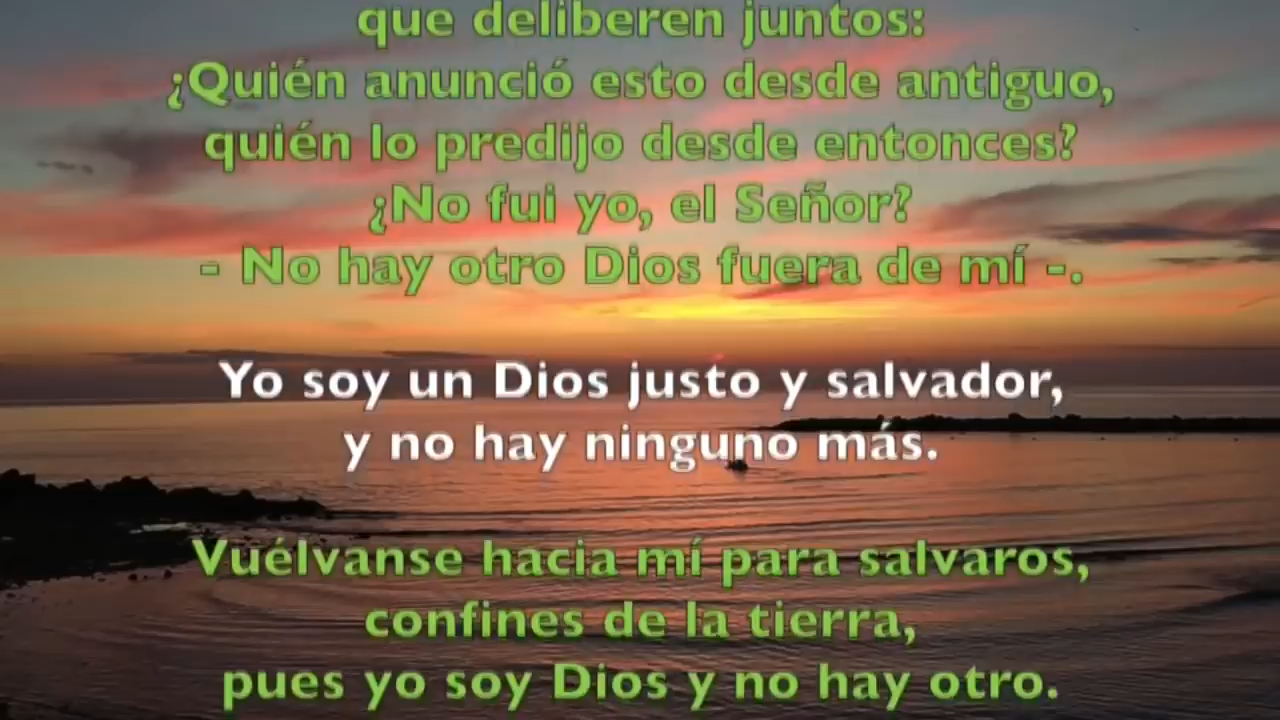 que deliberen juntos:
¿Quién anunció esto desde antiguo,
quién lo predijo desde entonces?
¿No fui yo, el Señor?
- No hay otro Dios fuera de mí -.
Yo soy un Dios justo y salvador,
y no hay ninguno más.
Vuélvanse hacia mí para salvaros,
confines de la tierra,
pues yo soy Dios y no hay otro.